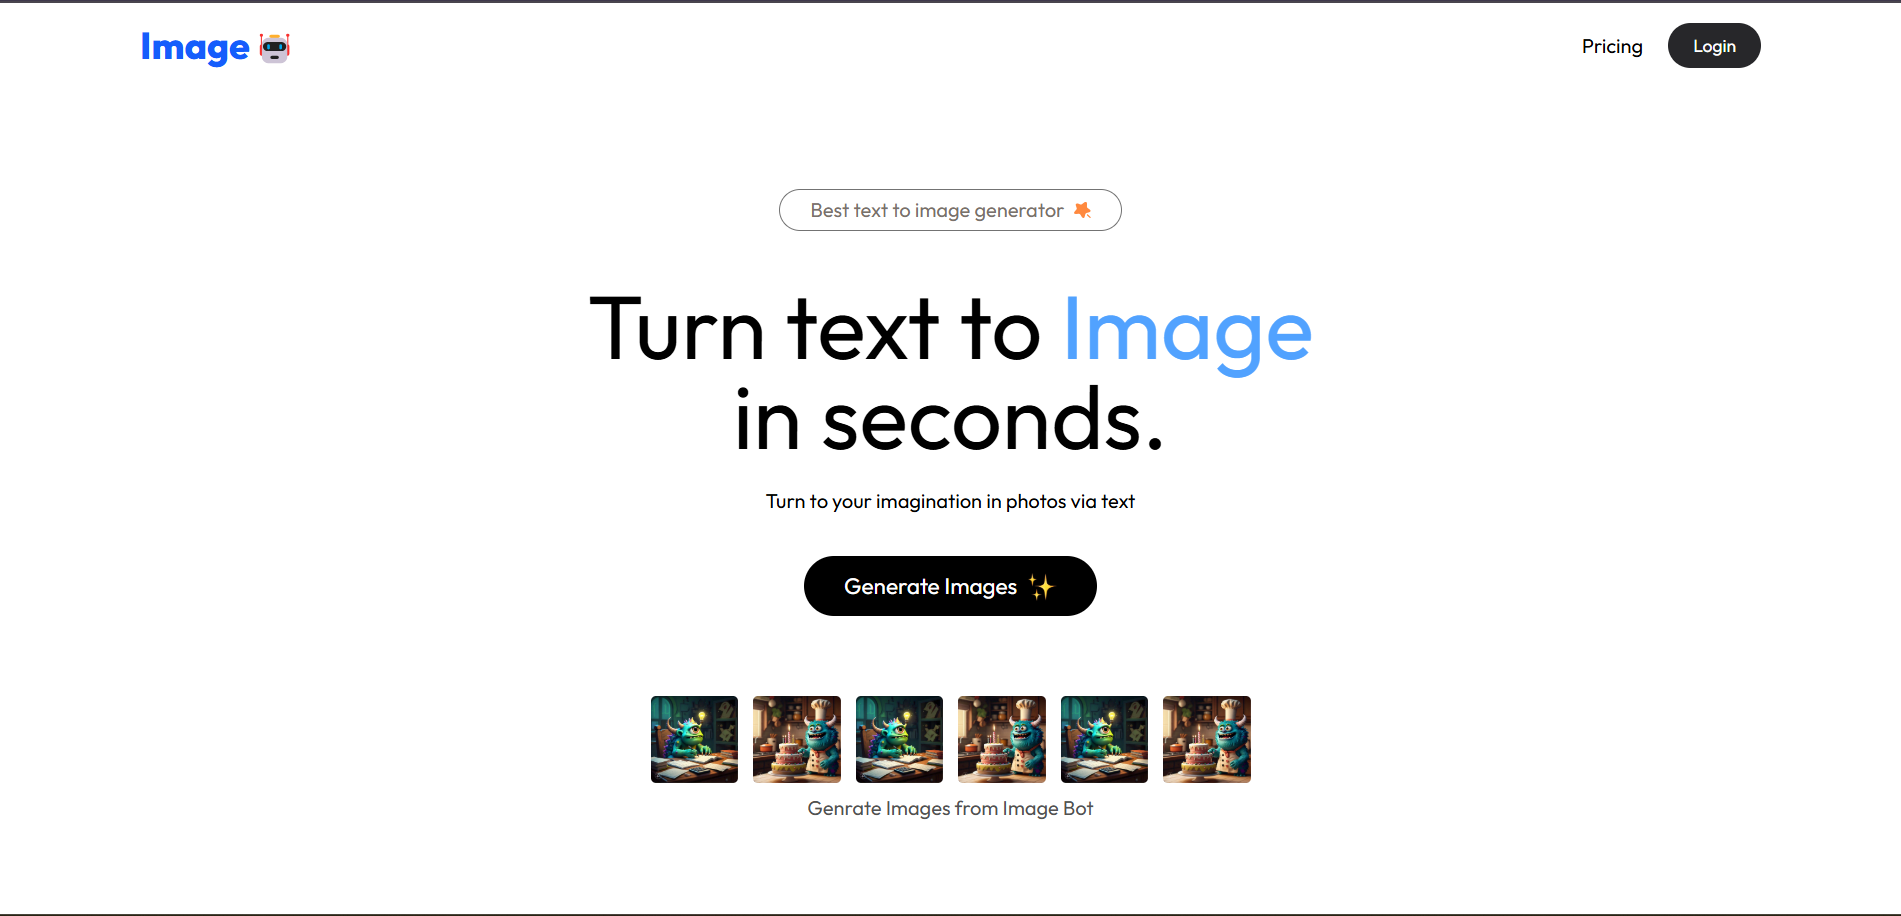 Image
Pricing
Login
Best text to image generator
Turn text to Image
in seconds.
Turn to your imagination in photos via text
Generate Images
Genrate Images from Image Bot